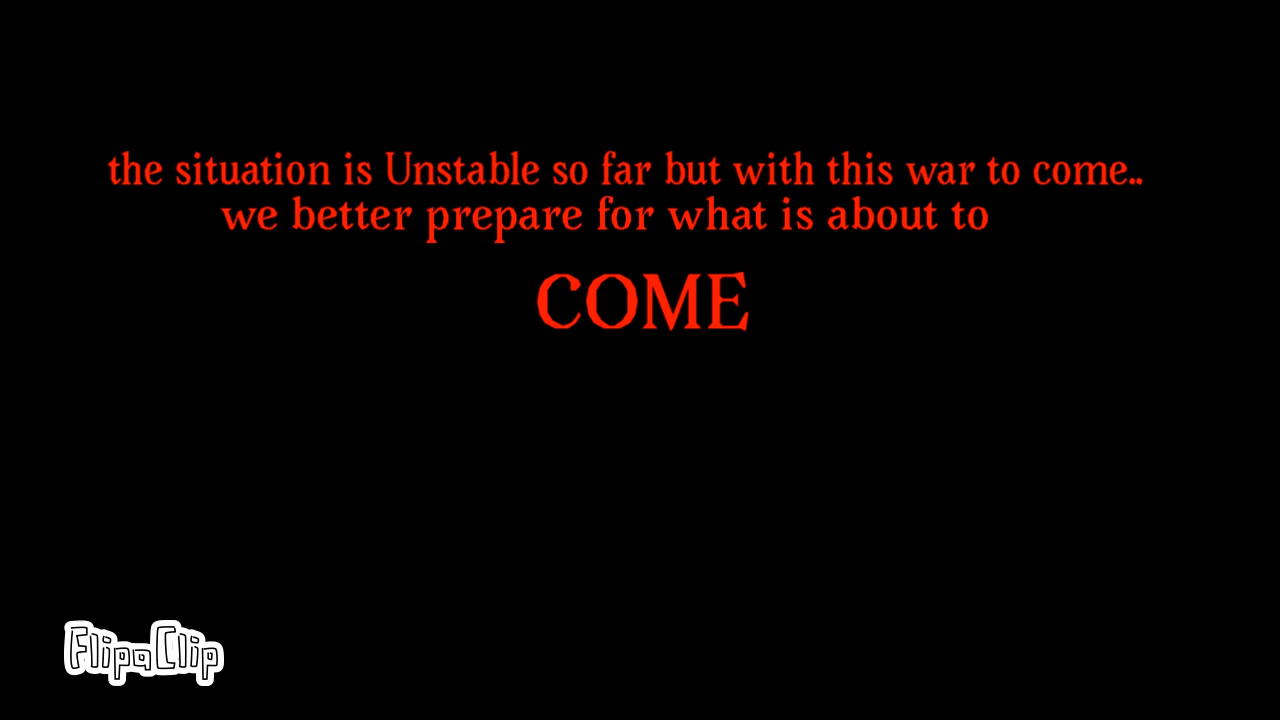 the situation is Unstable so far but with this war to come..
we better prepare for what is about to
COME
FlipaClip